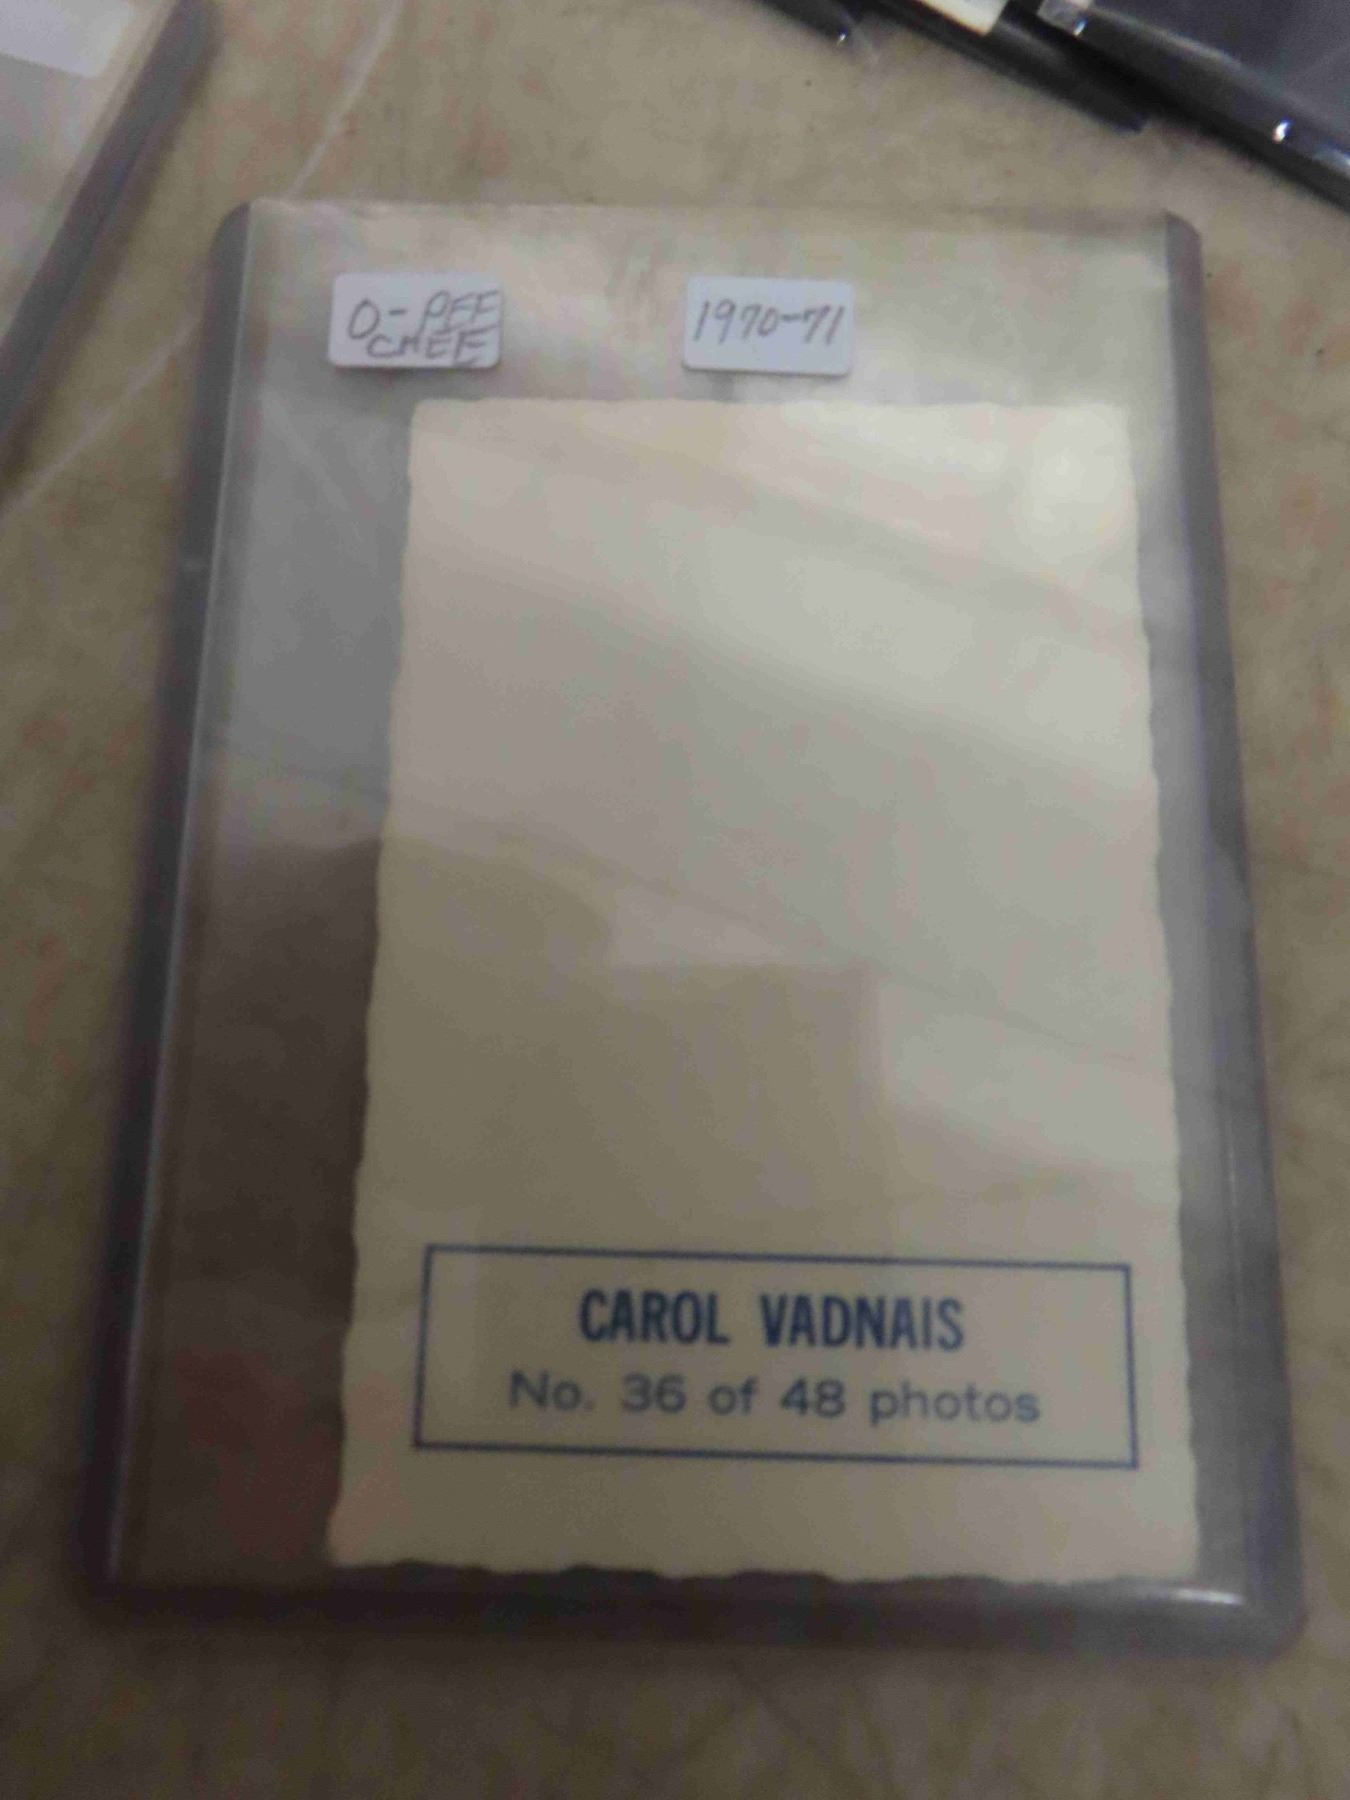 O-PEE
CHEE
1970-71
CAROL VADNAIS
No. 36 of 48 photos